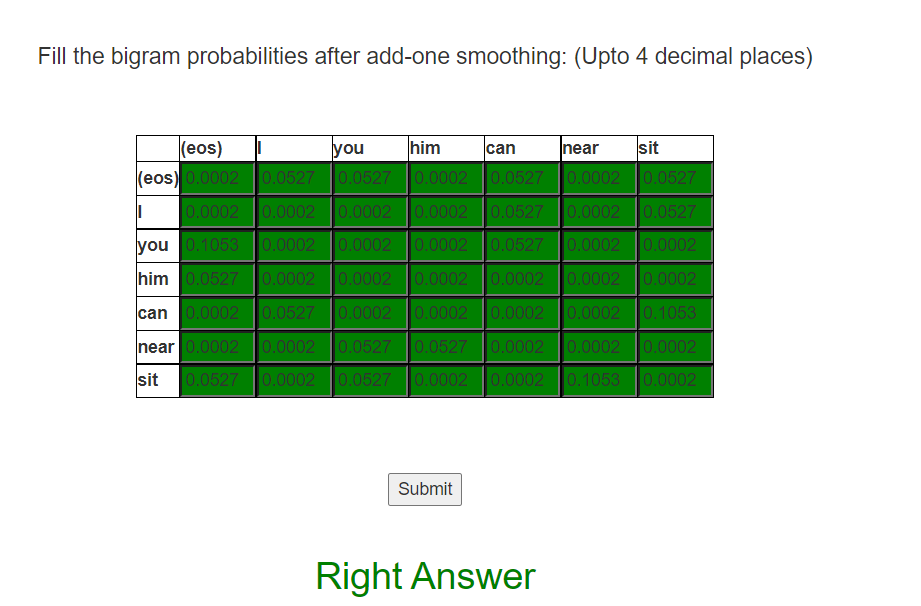 Fill the bigram probabilities after add-one smoothing: (Upto 4 decimal places)
(eos) I you him can near sit
(eos) 0.0002 0.0527 0.0527 0.0002 0.0527 0.0002 0.0527
I 0.0002 0.0002 0.0002 0.0002 0.0527 0.0002 0.0527
you 0.1053 0.0002 0.0002 0.0002 0.0527 0.0002 0.0002
him 0.0527 0.0002 0.0002 0.0002 0.0002 0.0002 0.0002
can 0.0002 0.0527 0.0002 0.0002 0.0002 0.0002 0.1053
near 0.0002 0.0002 0.0527 0.0527 0.0002 0.0002 0.0002
sit 0.0527 0.0002 0.0527 0.0002 0.0002 0.1053 0.0002
Submit
Right Answer